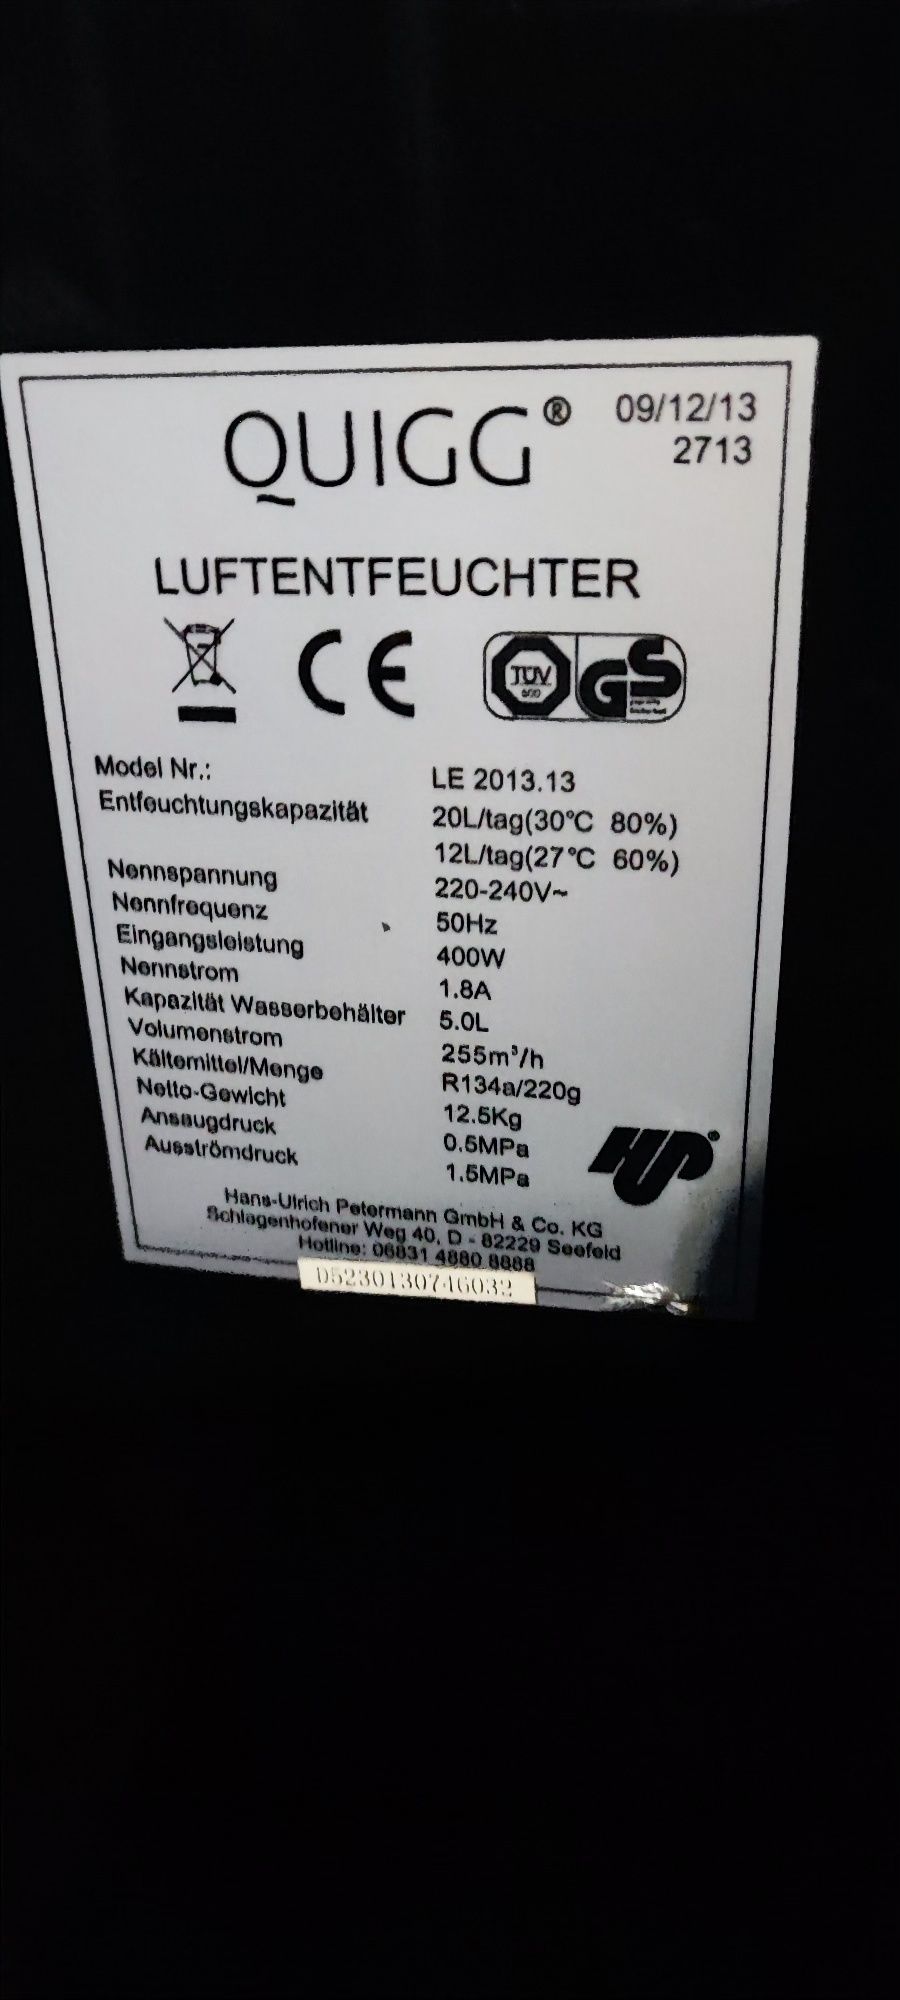 QUIGG® 09/12/13
2713
LUFTENTFEUCHTER
CE TÜV GS
Model Nr.: LE 2013.13
Entfeuchtungskapazität 20L/tag(30°C 80%)
12L/tag(27°C 60%)
Nennspannung 220-240V~
Nennfrequenz 50Hz
Eingangsleistung 400W
Nennstrom 1.8A
Kapazität Wasserbehälter 5.0L
Volumenstrom 255m³/h
Kältemittel/Menge R134a/220g
Netto-Gewicht 12.5Kg
Ansaugdruck 0.5MPa
Ausströmdruck 1.5MPa
HUP®
Hans-Ulrich Petermann GmbH & Co. KG
Schlagenhofener Weg 40, D - 82229 Seefeld
Hotline: 06831 4880 8888
D5230130746032